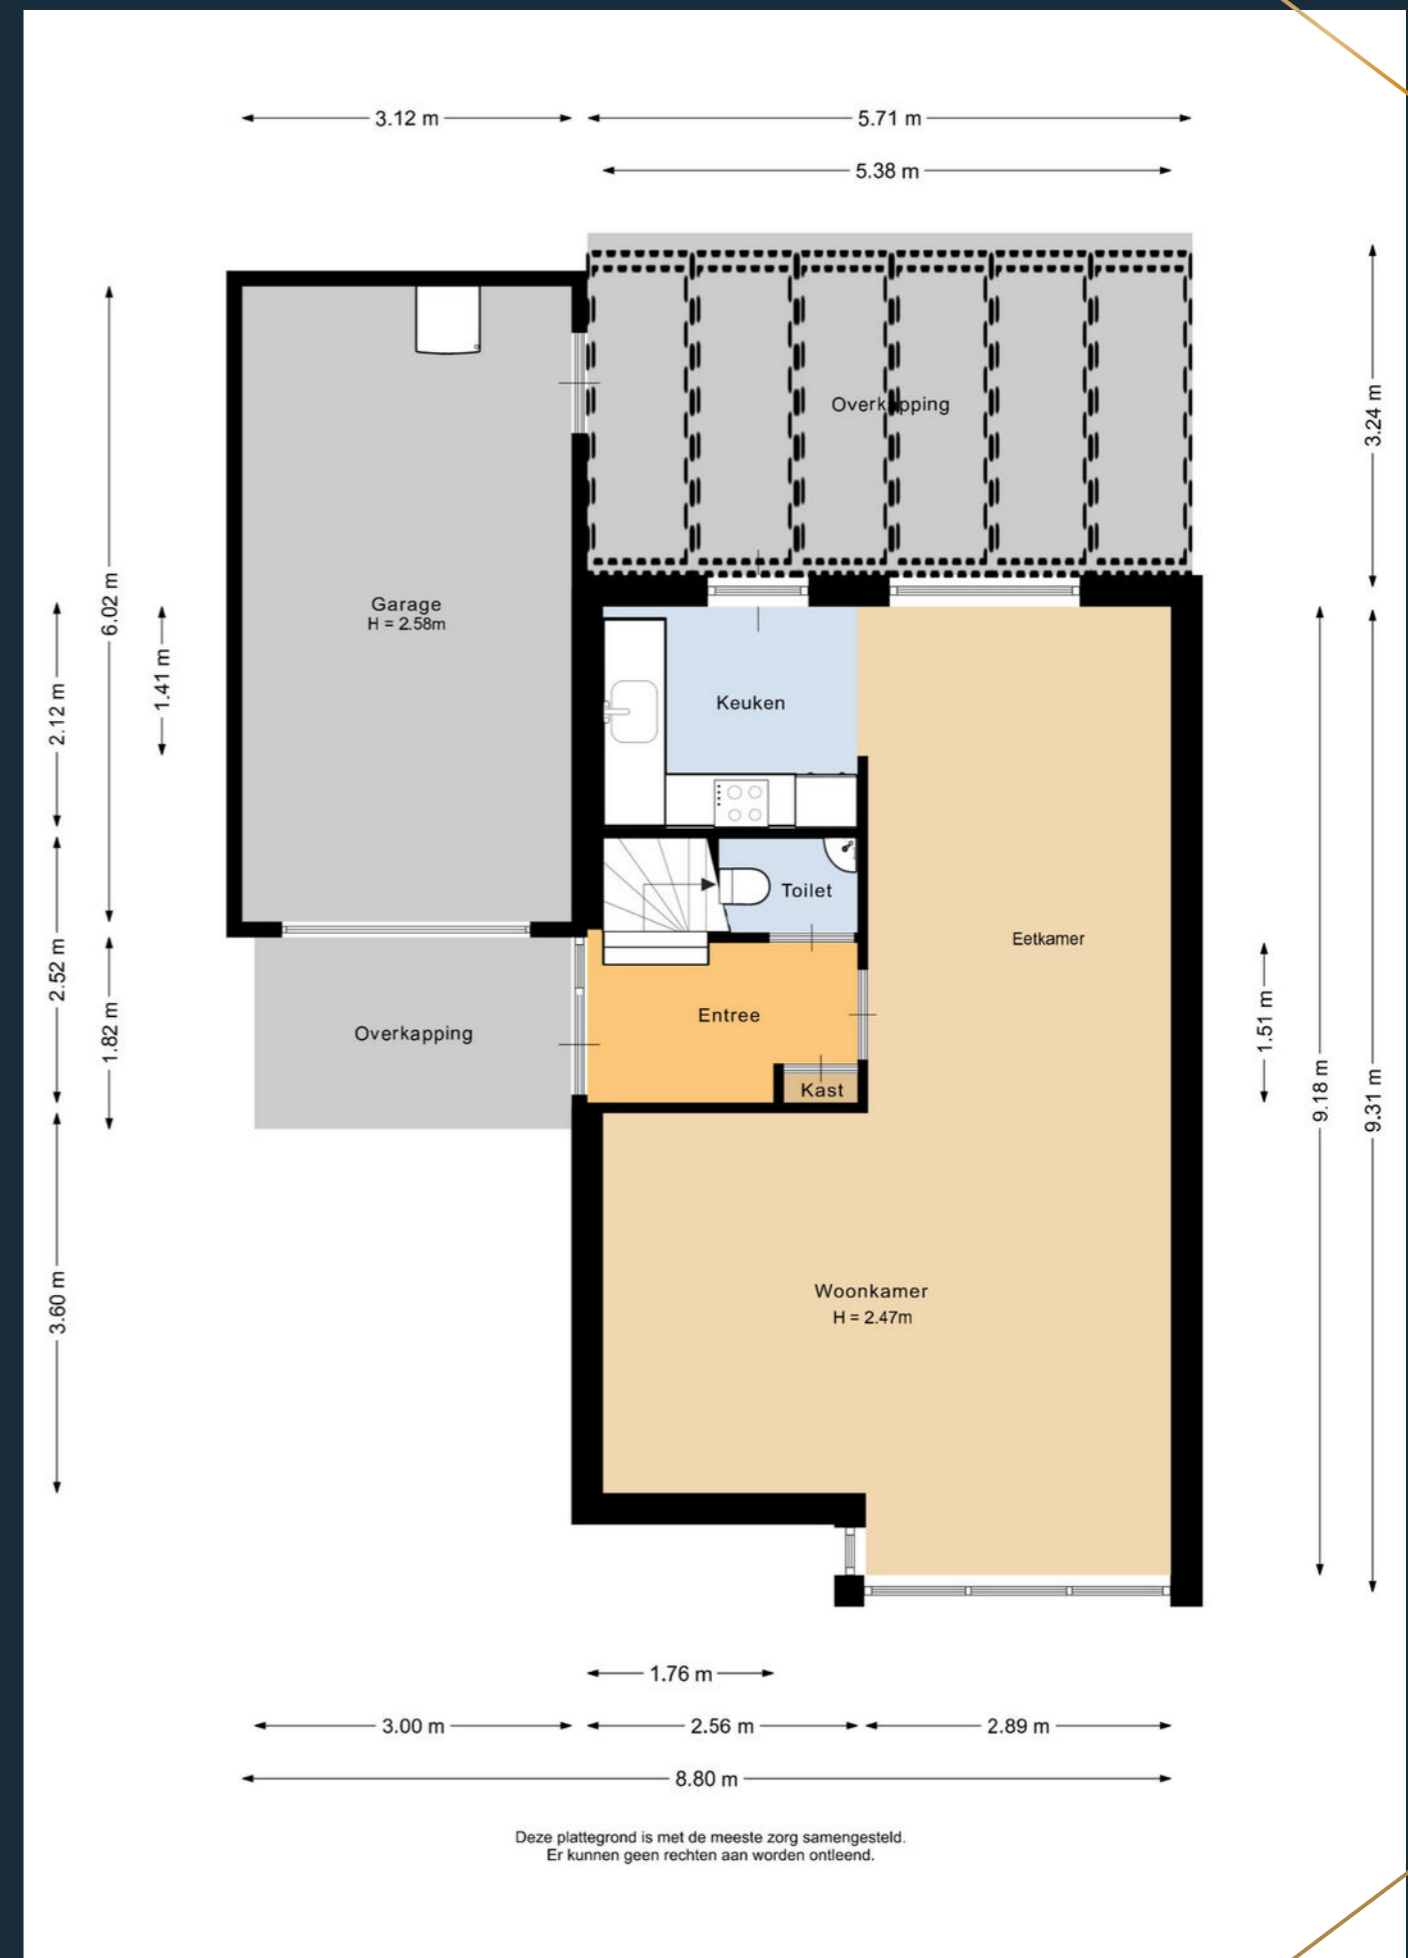 3.12 m
5.71 m
5.38 m
3.24 m
Overkapping
6.02 m
Garage
H = 2.58m
1.41 m
2.12 m
Keuken
Toilet
Eetkamer
2.52 m
1.82 m
Overkapping
Entree
1.51 m
Kast
9.18 m
9.31 m
3.60 m
Woonkamer
H = 2.47m
1.76 m
3.00 m
2.56 m
2.89 m
8.80 m
Deze plattegrond is met de meeste zorg samengesteld.
Er kunnen geen rechten aan worden ontleend.